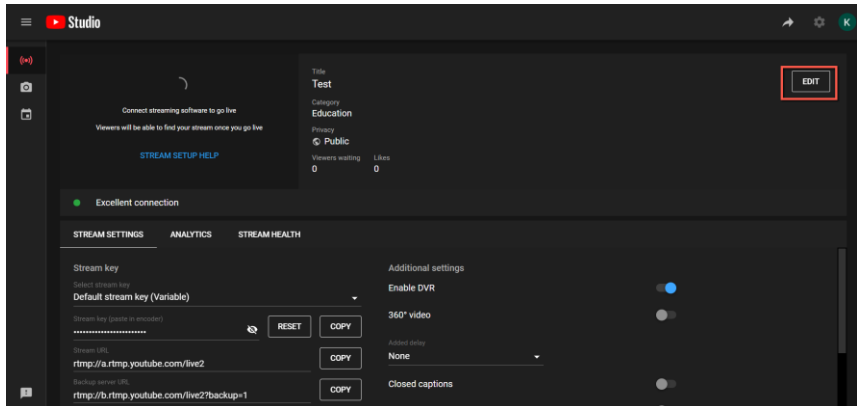 Studio
K
Connect streaming software to go live
Viewers will be able to find your stream once you go live
STREAM SETUP HELP
Title
Test
Category
Education
Privacy
Public
Viewers waiting Likes
0 0
EDIT
Excellent connection
STREAM SETTINGS ANALYTICS STREAM HEALTH
Stream key
Select stream key
Default stream key (Variable)
Stream key (paste in encoder)
••••••••••••••••••••••••
RESET COPY
Stream URL
rtmp://a.rtmp.youtube.com/live2
COPY
Backup server URL
rtmp://b.rtmp.youtube.com/live2?backup=1
COPY
Additional settings
Enable DVR
360° video
Added delay
None
Closed captions